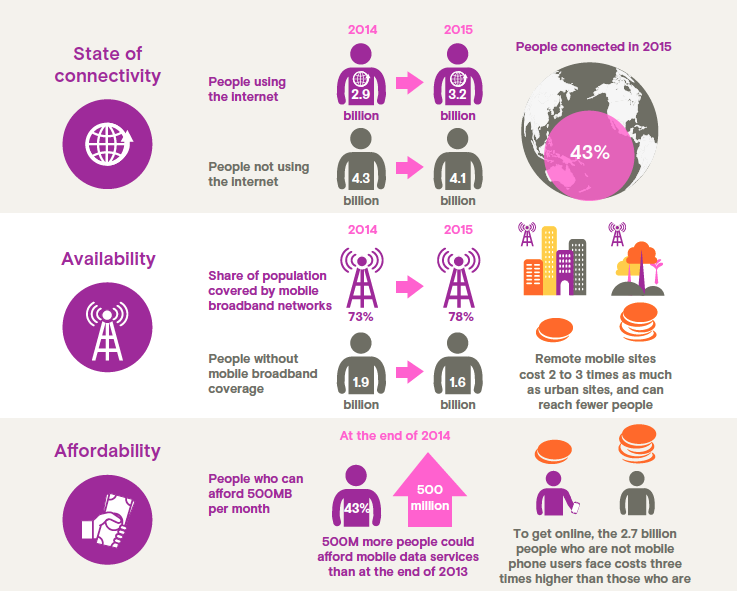 State of
connectivity
2014
2015
People connected in 2015
People using
the internet
2.9
billion
3.2
billion
43%
People not using
the internet
4.3
billion
4.1
billion
Availability
2014
2015
Share of population
covered by mobile
broadband networks
73%
78%
People without
mobile broadband
coverage
1.9
billion
1.6
billion
Remote mobile sites
cost 2 to 3 times as much
as urban sites, and can
reach fewer people
Affordability
At the end of 2014
People who can
afford 500MB
per month
43%
500
million
500M more people could
afford mobile data services
than at the end of 2013
To get online, the 2.7 billion
people who are not mobile
phone users face costs three
times higher than those who are